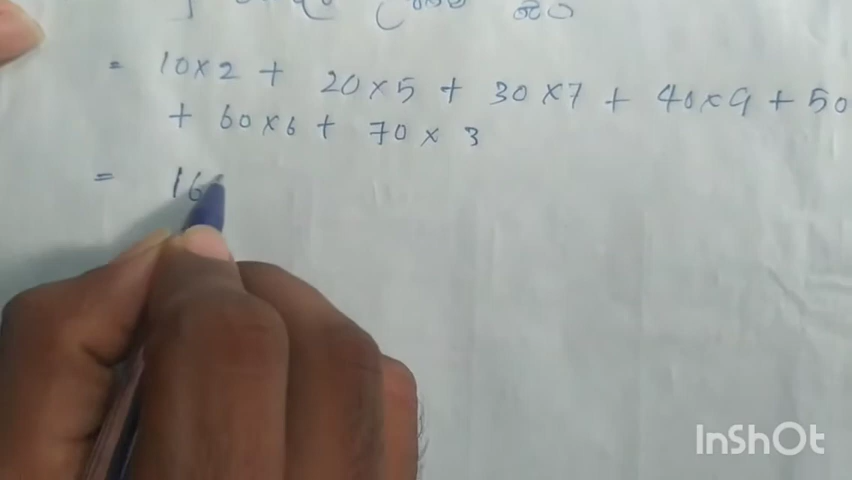 = 10 × 2 + 20 × 5 + 30 × 7 + 40 × 9 + 50
+ 60 × 6 + 70 × 3
= 16
InShOt